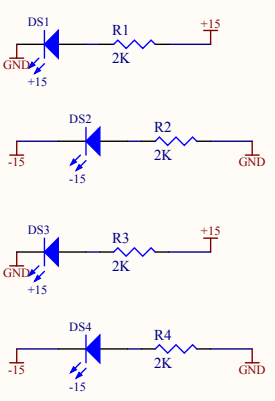 DS1 R1 +15
GND 2K
+15
DS2 R2
-15 2K GND
-15
DS3 R3 +15
GND 2K
+15
DS4 R4
-15 2K GND
-15